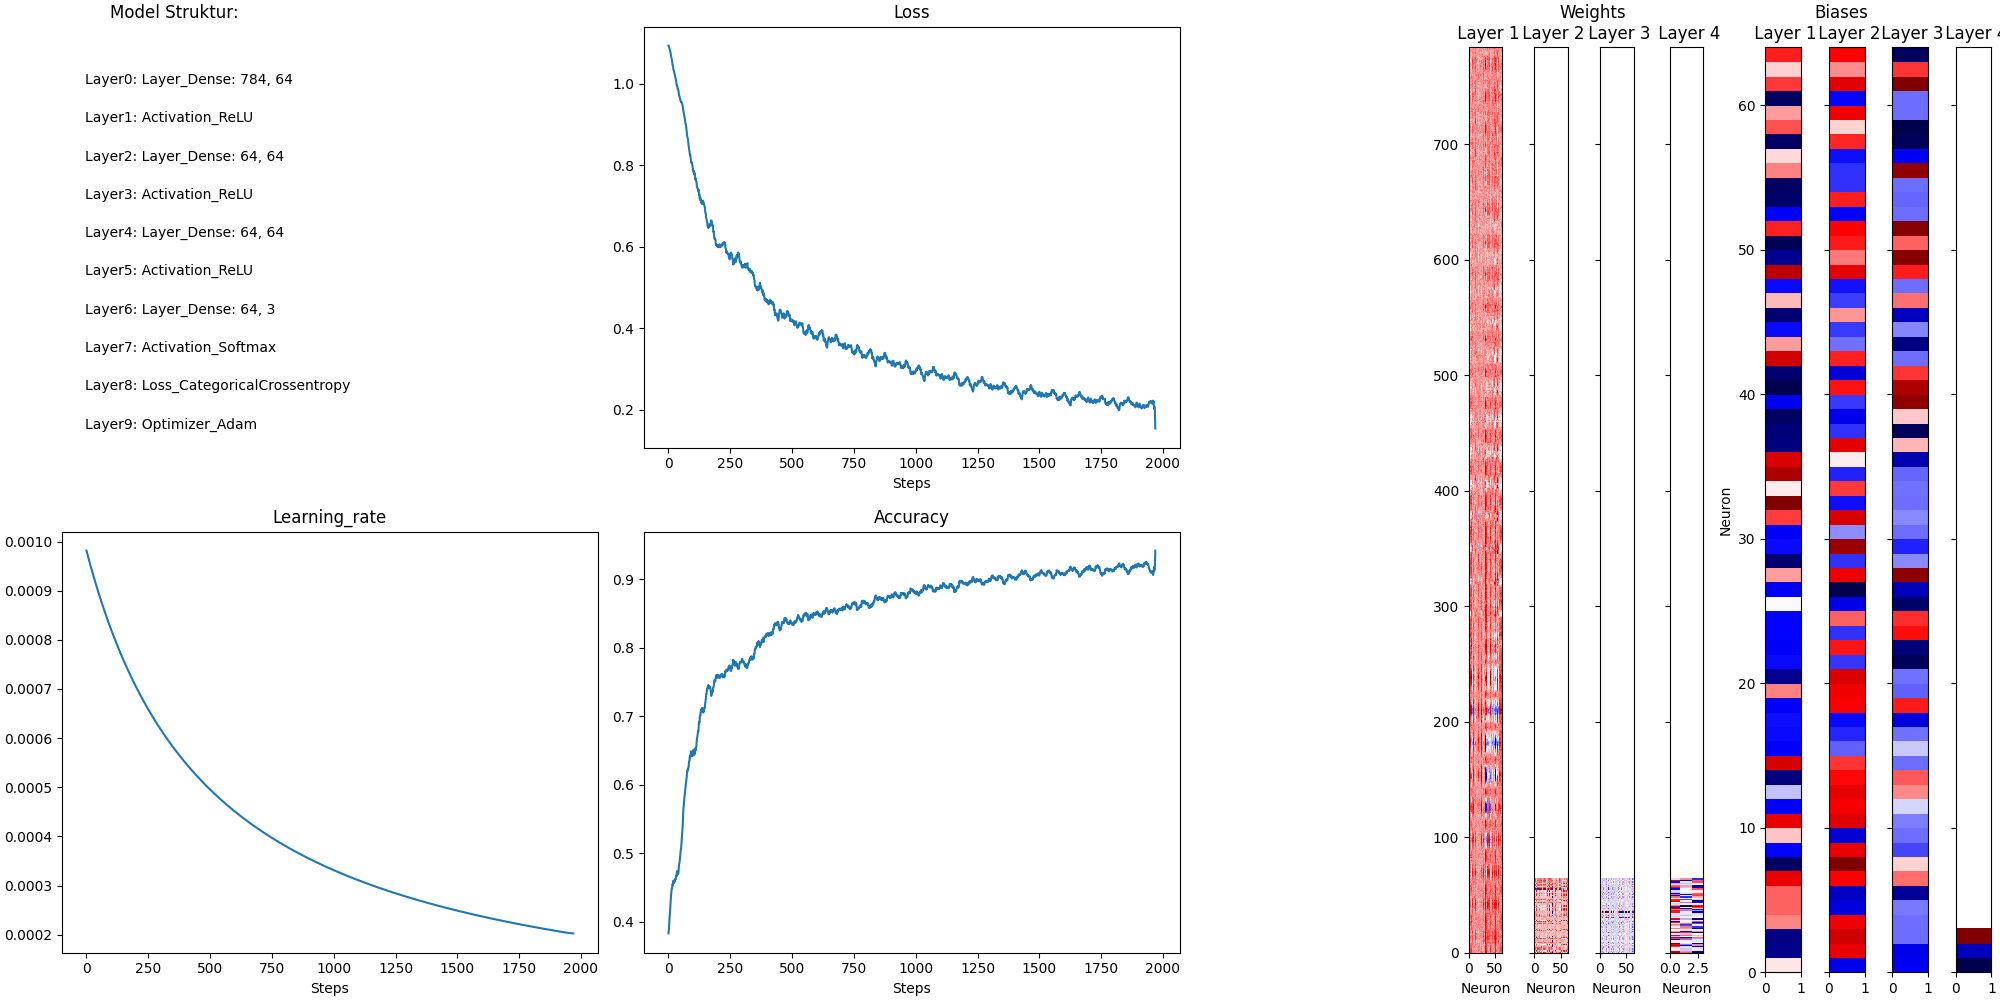 Model Struktur:
Layer0: Layer_Dense: 784, 64
Layer1: Activation_ReLU
Layer2: Layer_Dense: 64, 64
Layer3: Activation_ReLU
Layer4: Layer_Dense: 64, 64
Layer5: Activation_ReLU
Layer6: Layer_Dense: 64, 3
Layer7: Activation_Softmax
Layer8: Loss_CategoricalCrossentropy
Layer9: Optimizer_Adam
Loss
1.0
0.8
0.6
0.4
0.2
0 250 500 750 1000 1250 1500 1750 2000
Steps
Learning_rate
0.0010
0.0009
0.0008
0.0007
0.0006
0.0005
0.0004
0.0003
0.0002
0 250 500 750 1000 1250 1500 1750 2000
Steps
Accuracy
0.9
0.8
0.7
0.6
0.5
0.4
0 250 500 750 1000 1250 1500 1750 2000
Steps
Weights
Layer 1 Layer 2 Layer 3 Layer 4
700
600
500
400
300
200
100
0
0 50 0 50 0 50 0.0 2.5
Neuron Neuron Neuron Neuron
Biases
Layer 1 Layer 2 Layer 3 Layer 4
60
50
40
30
20
10
0
Neuron
0 1 0 1 0 1 0 1